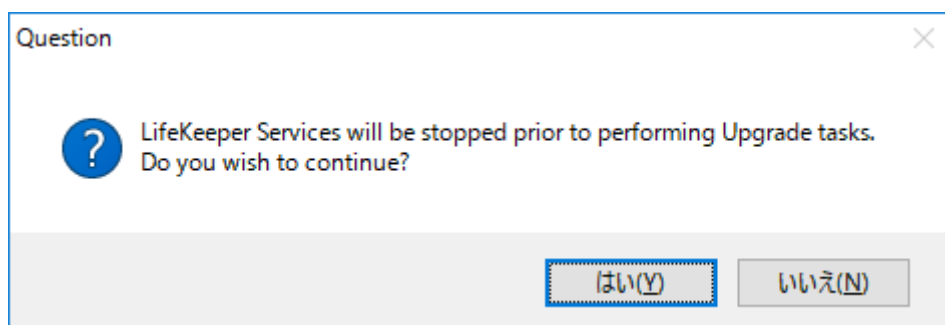 Question
?
LifeKeeper Services will be stopped prior to performing Upgrade tasks.
Do you wish to continue?
はい(Y)
いいえ(N)